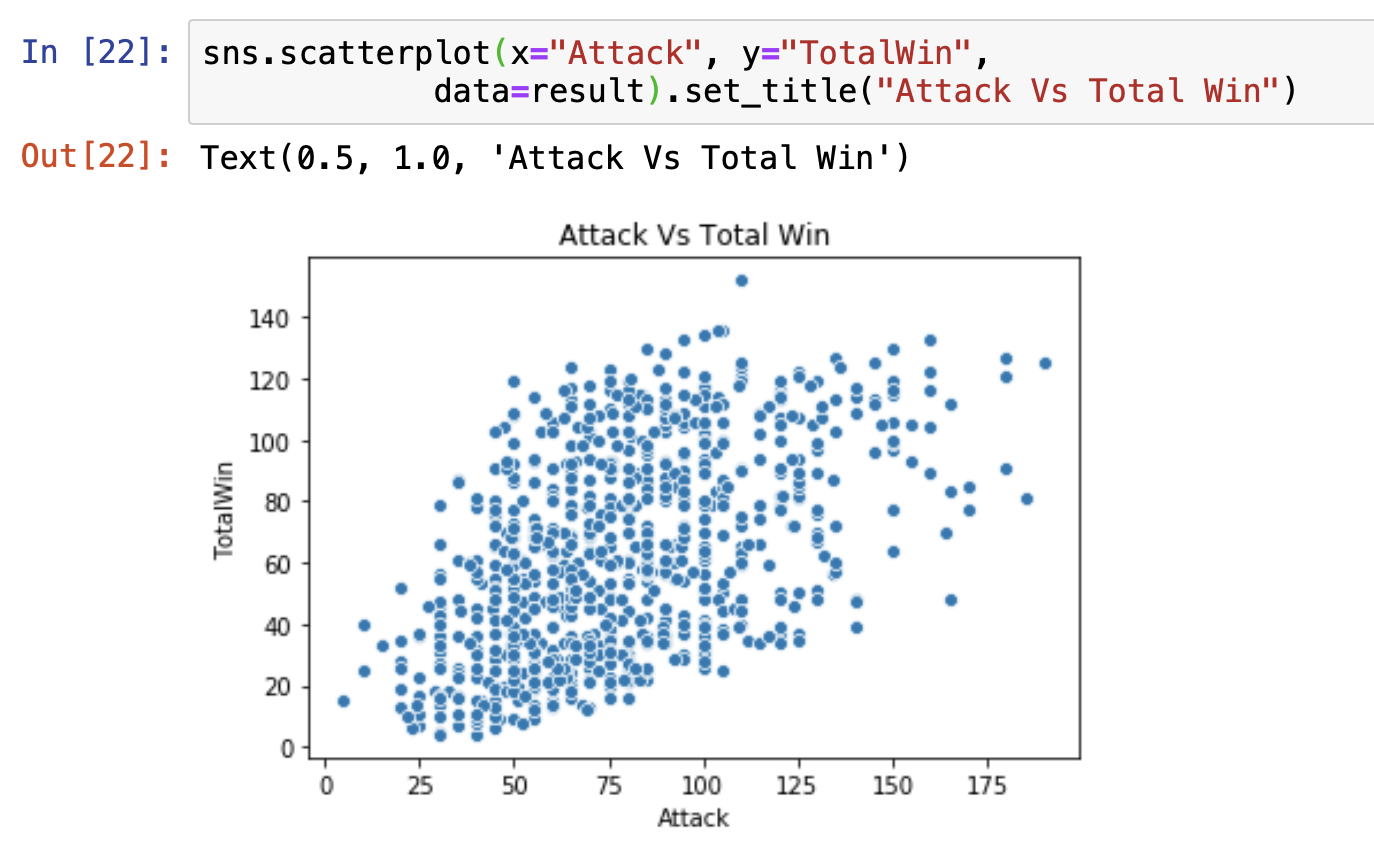 In [22]: sns.scatterplot(x="Attack", y="TotalWin",
data=result).set_title("Attack Vs Total Win")
Out[22]: Text(0.5, 1.0, 'Attack Vs Total Win')
Attack Vs Total Win
140
120
100
80
60
40
20
0
TotalWin
0 25 50 75 100 125 150 175
Attack